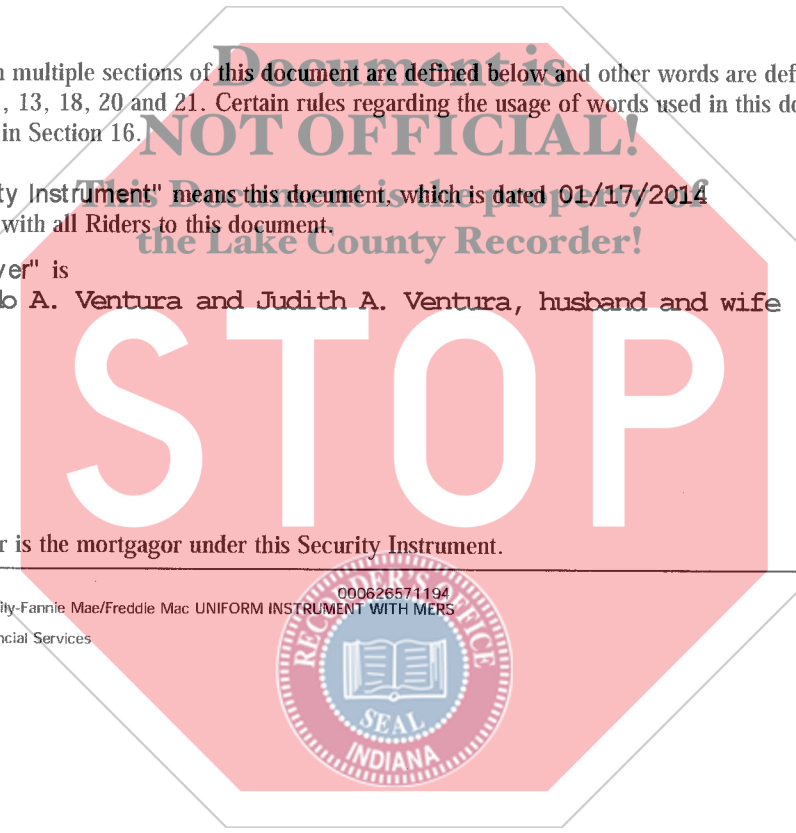 Document is
multiple sections of this document are defined below and other words are def
, 13, 18, 20 and 21. Certain rules regarding the usage of words used in this do
in Section 16.
NOT OFFICIAL!
ty Instrument" means this document, which is dated 01/17/2014
This Document is the property of
with all Riders to this document.
the Lake County Recorder!
er" is
o A. Ventura and Judith A. Ventura, husband and wife
STOP
r is the mortgagor under this Security Instrument.
000626571194
ily-Fannie Mae/Freddie Mac UNIFORM INSTRUMENT WITH MERS
ncial Services
RECORDER'S OFFICE
SEAL
INDIANA